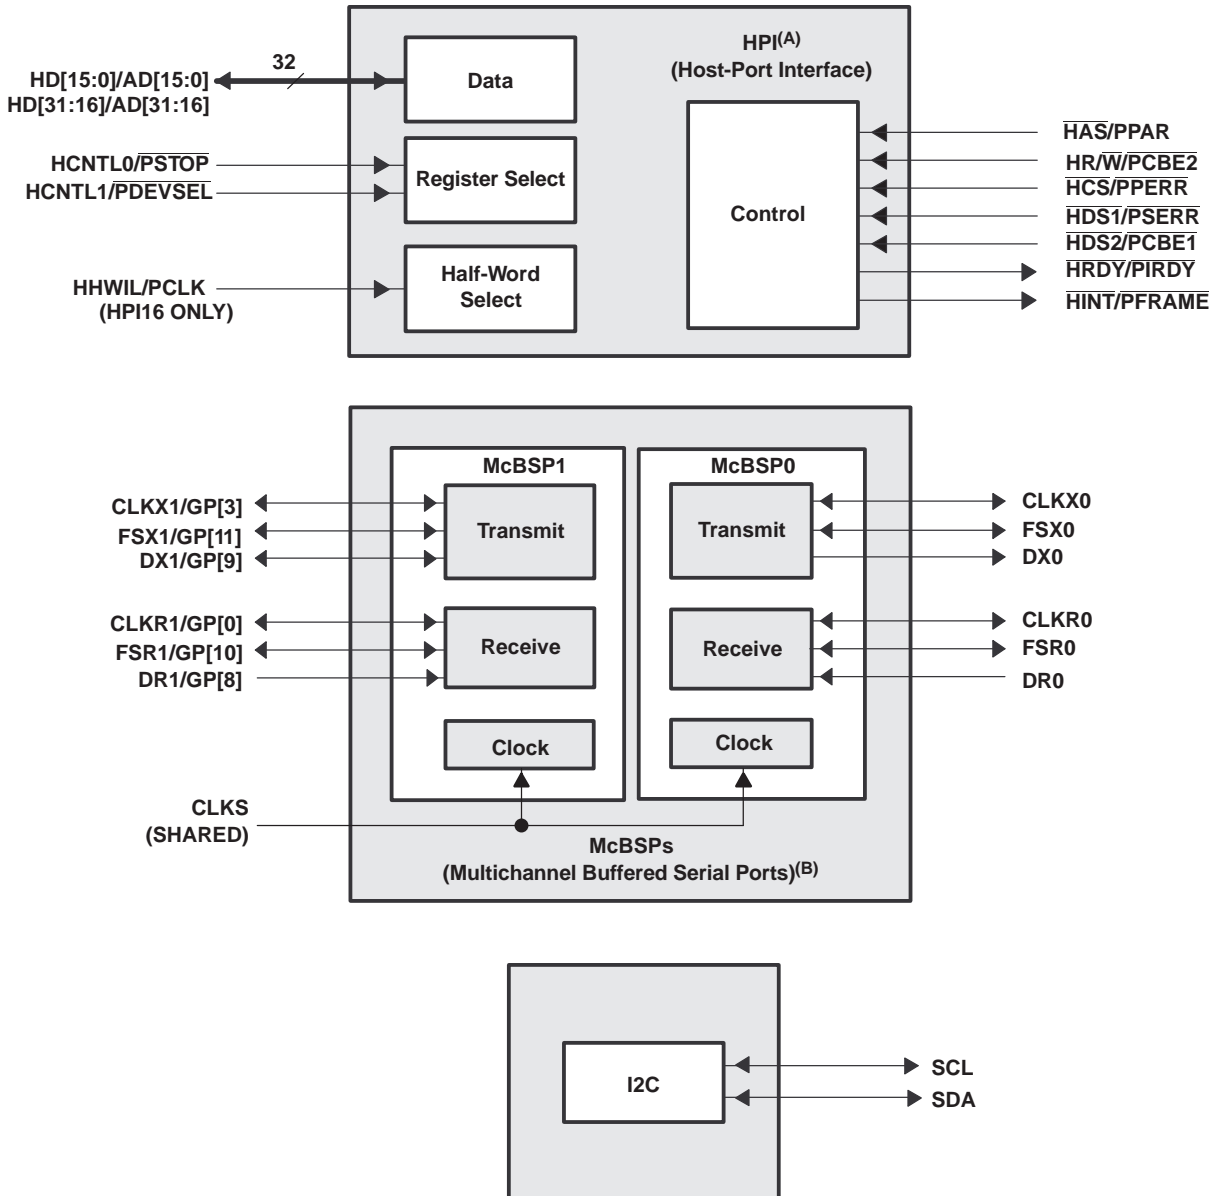 HPI(A)
(Host-Port Interface)
32
HD[15:0]/AD[15:0]
HD[31:16]/AD[31:16]
Data
HCNTL0/PSTOP
HCNTL1/PDEVSEL
Register Select
HHWIL/PCLK
(HPI16 ONLY)
Half-Word
Select
Control
HAS/PPAR
HR/W/PCBE2
HCS/PPERR
HDS1/PSERR
HDS2/PCBE1
HRDY/PIRDY
HINT/PFRAME
McBSP1
McBSP0
CLKX1/GP[3]
FSX1/GP[11]
DX1/GP[9]
Transmit
Transmit
CLKX0
FSX0
DX0
CLKR1/GP[0]
FSR1/GP[10]
DR1/GP[8]
Receive
Receive
CLKR0
FSR0
DR0
Clock
Clock
CLKS
(SHARED)
McBSPs
(Multichannel Buffered Serial Ports)(B)
I2C
SCL
SDA